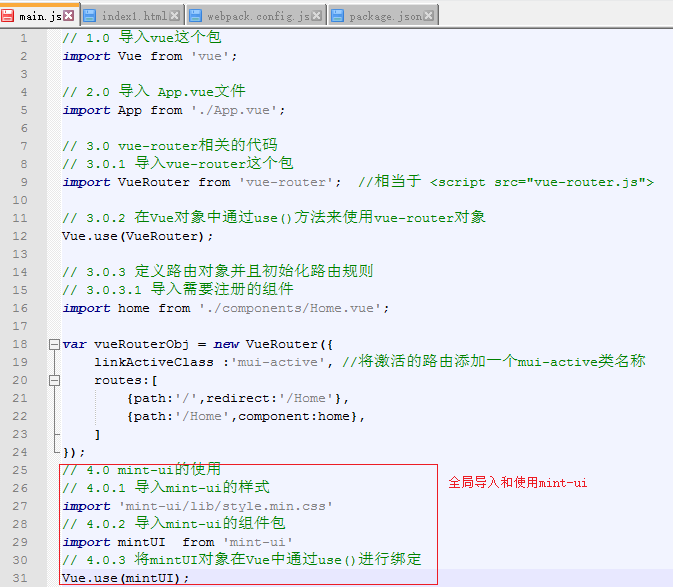 main.js index1.html webpack.config.js package.json
1 // 1.0 导入vue这个包
2 import Vue from 'vue';
3
4 // 2.0 导入 App.vue文件
5 import App from './App.vue';
6
7 // 3.0 vue-router相关的代码
8 // 3.0.1 导入vue-router这个包
9 import VueRouter from 'vue-router';  //相当于 <script src="vue-router.js">
10
11 // 3.0.2 在Vue对象中通过use()方法来使用vue-router对象
12 Vue.use(VueRouter);
13
14 // 3.0.3 定义路由对象并且初始化路由规则
15 // 3.0.3.1 导入需要注册的组件
16 import home from './components/Home.vue';
17
18 var vueRouterObj = new VueRouter({
19     linkActiveClass :'mui-active', //将激活的路由添加一个mui-active类名称
20     routes:[
21         {path:'/',redirect:'/Home'},
22         {path:'/Home',component:home},
23     ]
24 });
25 // 4.0 mint-ui的使用
26 // 4.0.1 导入mint-ui的样式 全局导入和使用mint-ui
27 import 'mint-ui/lib/style.min.css'
28 // 4.0.2 导入mint-ui的组件包
29 import mintUI  from 'mint-ui'
30 // 4.0.3 将mintUI对象在Vue中通过use()进行绑定
31 Vue.use(mintUI);